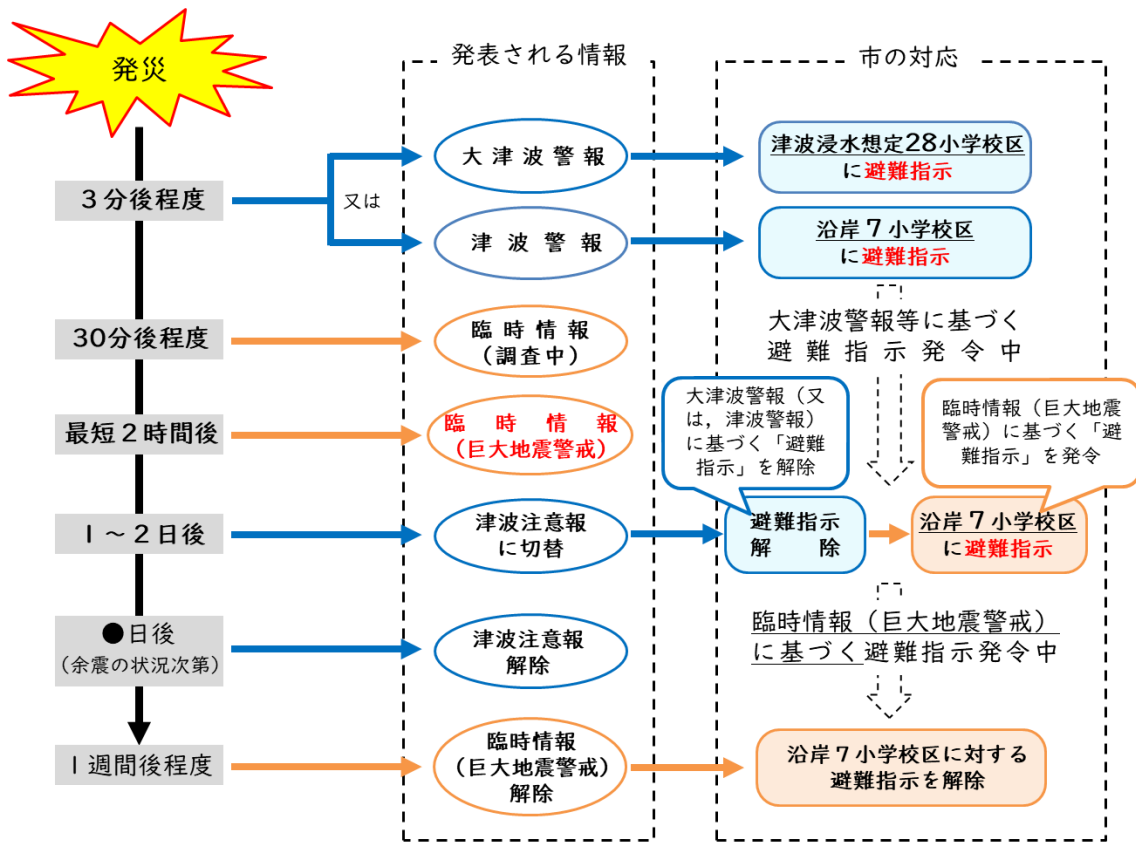 発災
発表される情報
市の対応
3分後程度
又は
大津波警報
津波浸水想定28小学校区
に避難指示
津波警報
沿岸7小学校区
に避難指示
30分後程度
臨時情報
(調査中)
大津波警報等に基づく
避難指示発令中
最短2時間後
臨時情報
(巨大地震警戒)
大津波警報(又
は,津波警報)
に基づく「避難
指示」を解除
臨時情報(巨大地震
警戒)に基づく「避
難指示」を発令
1～2日後
津波注意報
に切替
避難指示
解除
沿岸7小学校区
に避難指示
●日後
(余震の状況次第)
津波注意報
解除
臨時情報(巨大地震警戒)
に基づく避難指示発令中
1週間後程度
臨時情報
(巨大地震警戒)
解除
沿岸7小学校区に対する
避難指示を解除